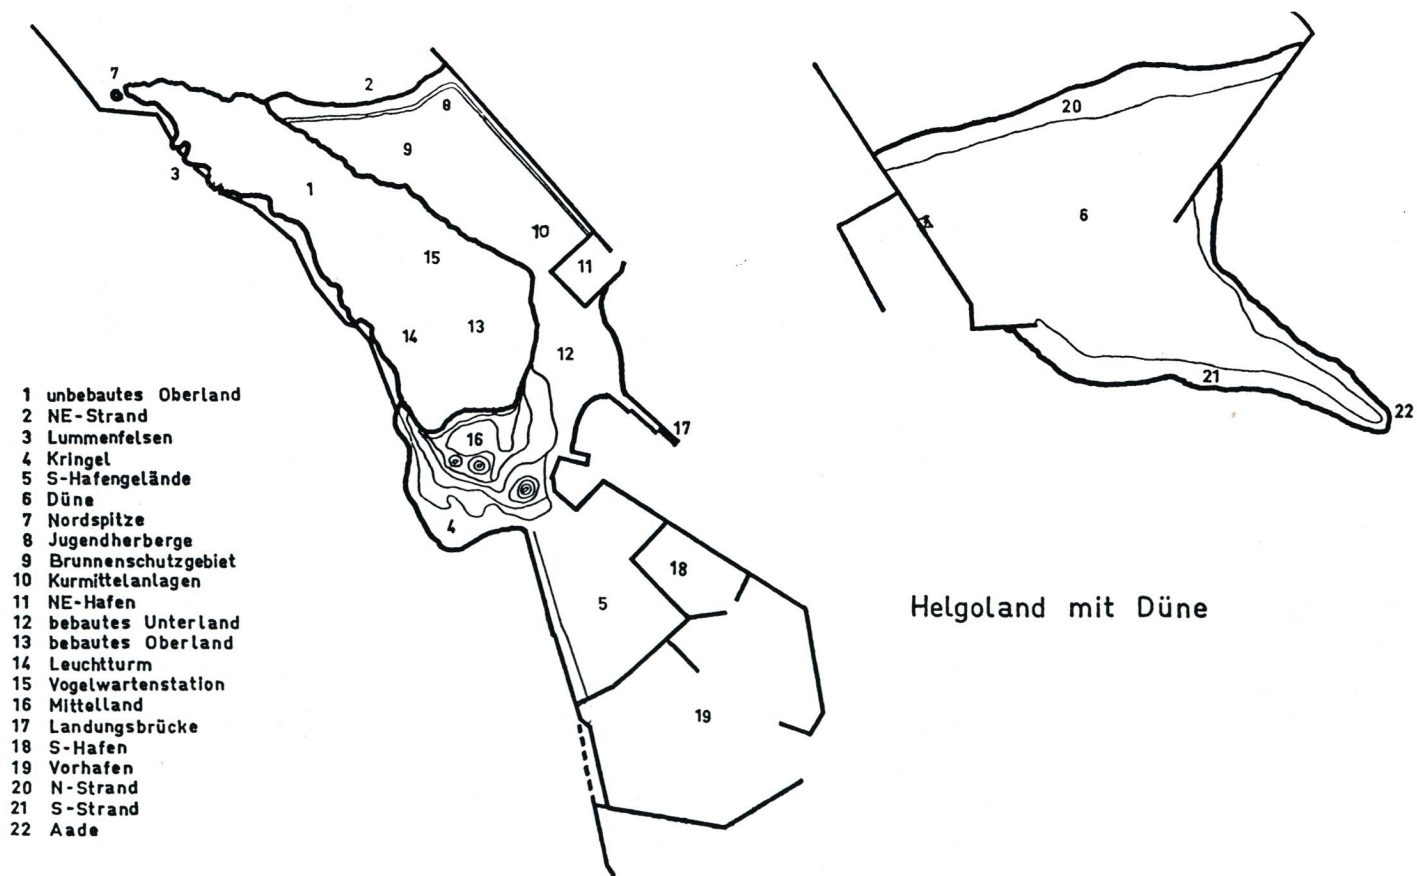 7
2
8
20
9
3
1
10
6
15
11
14
13
12
1 unbebautes Oberland
2 NE-Strand
3 Lummenfelsen
4 Kringel
5 S-Hafengelände
6 Düne
7 Nordspitze
8 Jugendherberge
9 Brunnenschutzgebiet
10 Kurmittelanlagen
11 NE-Hafen
12 bebautes Unterland
13 bebautes Oberland
14 Leuchtturm
15 Vogelwartenstation
16 Mittelland
17 Landungsbrücke
18 S-Hafen
19 Vorhafen
20 N-Strand
21 S-Strand
22 Aade
21
22
16
17
4
18
5
19
Helgoland mit Düne